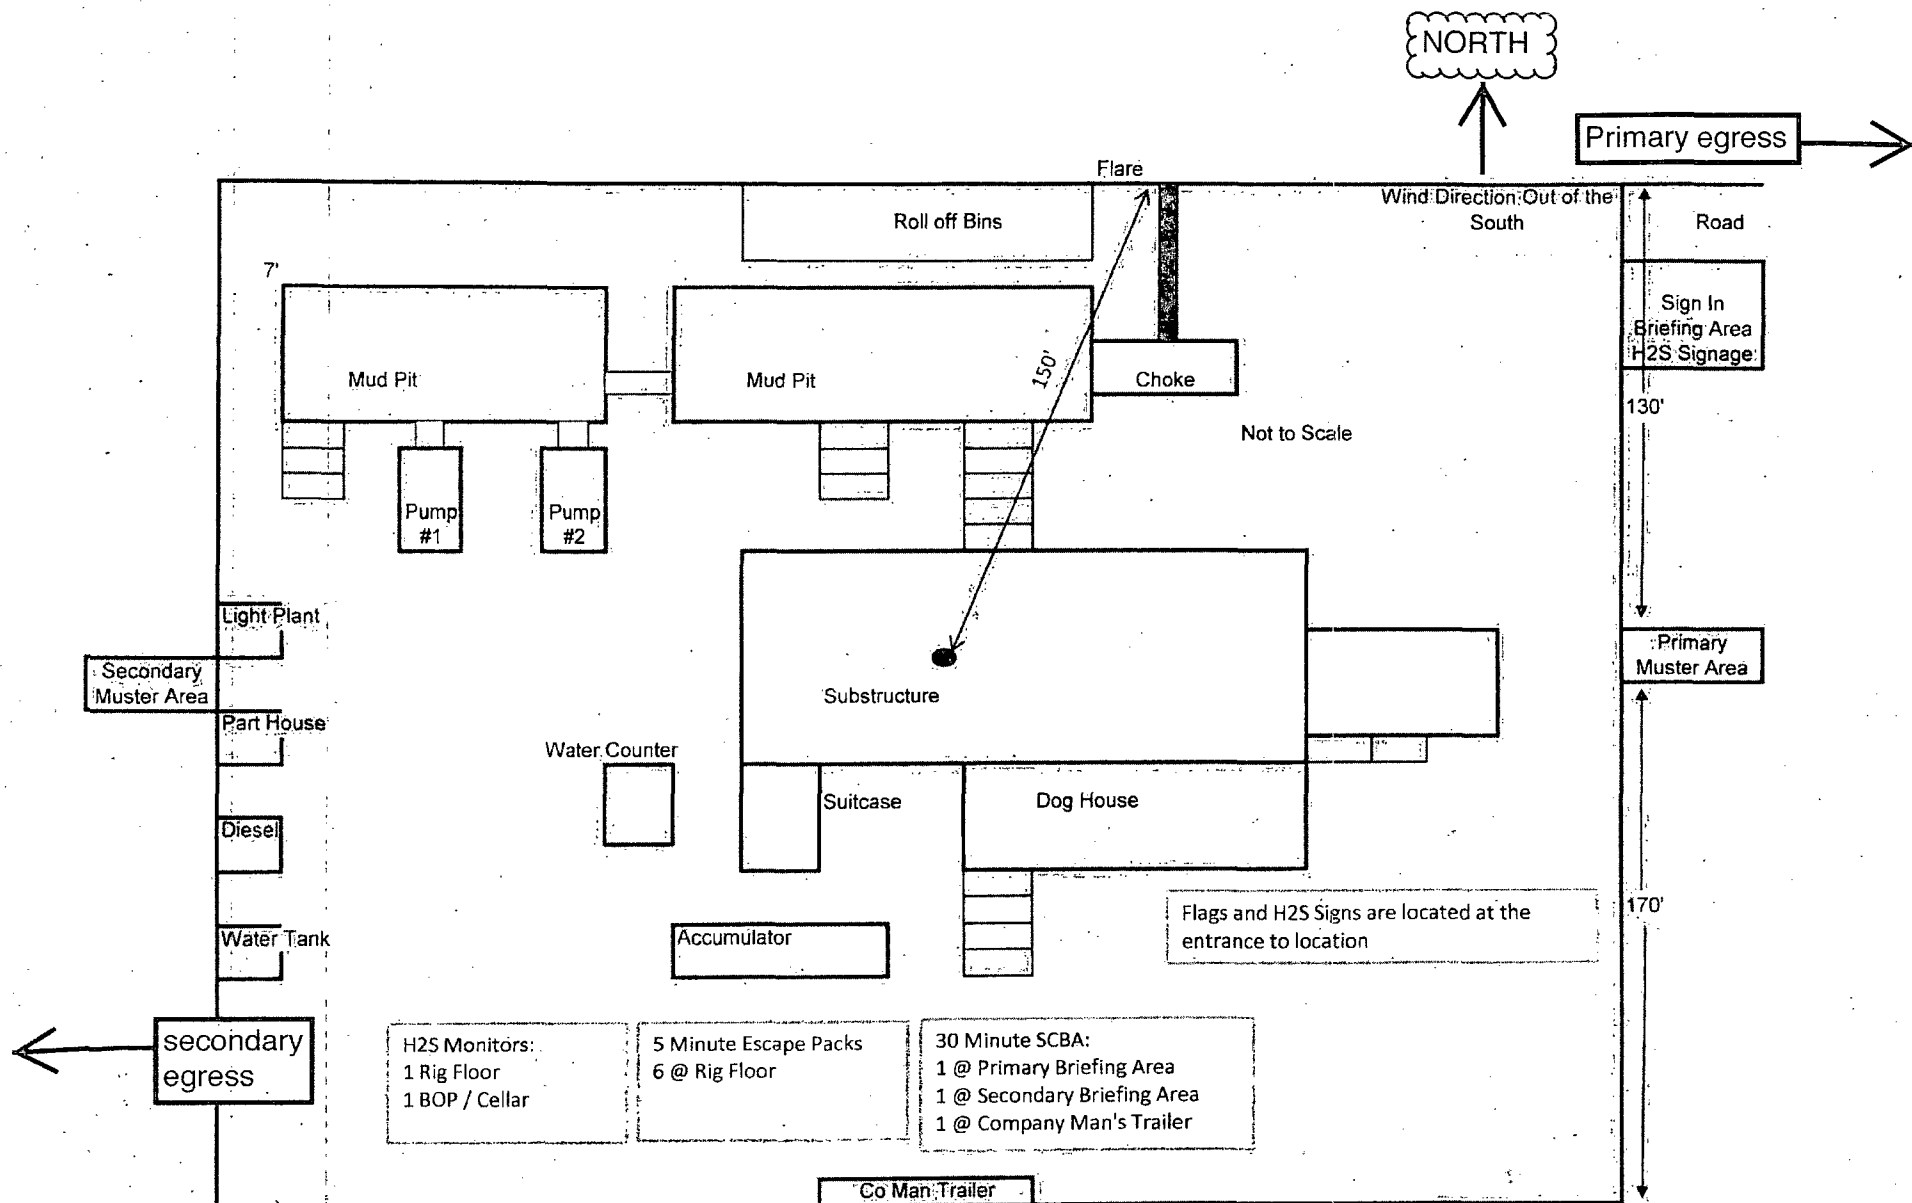 NORTH
Primary egress
Flare
Wind Direction Out of the
South
Road
Roll off Bins
7'
Sign In
Briefing Area
H2S Signage
Mud Pit
Mud Pit
150'
Choke
130'
Not to Scale
Pump
#1
Pump
#2
Light Plant
Secondary
Muster Area
Primary
Muster Area
Substructure
Part House
Water Counter
Suitcase
Dog House
Diesel
Flags and H2S Signs are located at the
entrance to location
170'
Water Tank
Accumulator
secondary
egress
H2S Monitors:
1 Rig Floor
1 BOP / Cellar
5 Minute Escape Packs
6 @ Rig Floor
30 Minute SCBA:
1 @ Primary Briefing Area
1 @ Secondary Briefing Area
1 @ Company Man's Trailer
Co Man Trailer